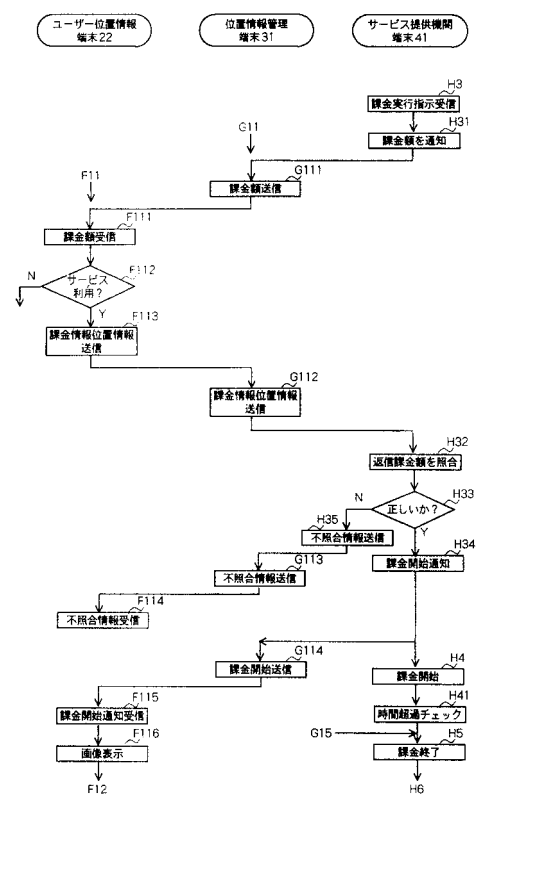 ユーザー位置情報
端末22
位置情報管理
端末31
サービス提供機関
端末41
H3
課金実行指示受信
H31
課金額を通知
G11
G111
課金額送信
F11
F111
課金額受信
F112
サービス
利用？
N
Y
F113
課金情報位置情報
送信
G112
課金情報位置情報
送信
H32
返信課金額を照合
H33
正しいか？
N
Y
H35
不照合情報送信
H34
課金開始通知
G113
不照合情報送信
F114
不照合情報受信
G114
課金開始送信
H4
課金開始
F115
課金開始通知受信
H41
時間超過チェック
F116
画像表示
G15
H5
課金終了
F12
H6